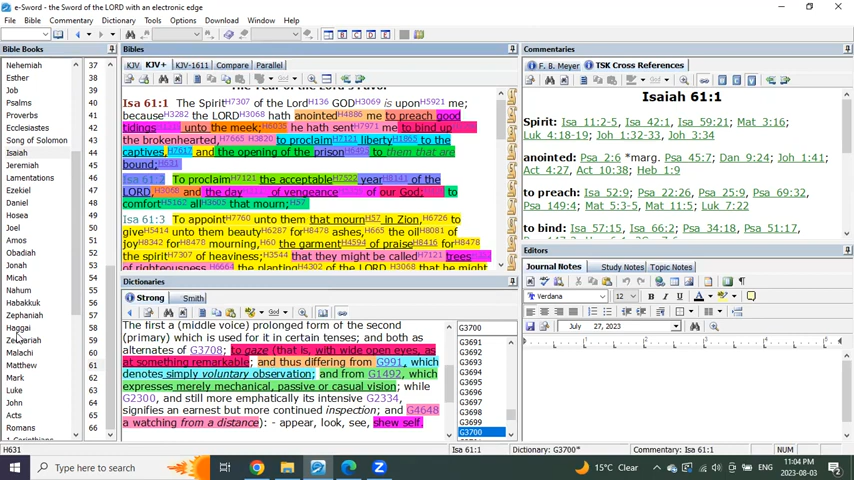 e-Sword - the Sword of the LORD with an electronic edge
File Bible Commentary Dictionary Tools Options Download Window Help
Bible Books
Nehemiah 37
Esther 38
Job 39
Psalms 40
Proverbs 41
Ecclesiastes 42
Song of Solomon 43
Isaiah 44
Jeremiah 45
Lamentations 46
Ezekiel 47
Daniel 48
Hosea 49
Joel 50
Amos 51
Obadiah 52
Jonah 53
Micah 54
Nahum 55
Habakkuk 56
Zephaniah 57
Haggai 58
Zechariah 59
Malachi 60
Matthew 61
Mark 62
Luke 63
John 64
Acts 65
Romans 66
1 Corinthians
Bibles
KJV KJV+ KJV-1611 Compare Parallel
The Year of the LORD's Favor
Isa 61:1 The SpiritH7307 of the LordH136 GODH3069 is uponH5921 me;
becauseH3282 the LORDH3068 hath anointedH4886 me to preach good
tidings unto the meek;H6035 he hath sentH7971 me to bind up
the brokenhearted,H7665 H3820 to proclaimH7121 libertyH1865 to the
captives,H7617 and the opening of the prisonH6495 to them that are
bound;H631
Isa 61:2 To proclaimH7121 the acceptableH7522 yearH8141 of the
LORD,H3068 and the dayH3117 of vengeanceH5359 of our God;H430 to
comfortH5162 allH3605 that mourn;H57
Isa 61:3 To appointH7760 unto them that mournH57 in Zion,H6726 to
giveH5414 unto them beautyH6287 forH8478 ashes,H665 the oilH8081 of
joyH8342 forH8478 mourning,H60 the garmentH4594 of praiseH8416 forH8478
the spiritH7307 of heaviness;H3544 that they might be calledH7121 trees
of righteousness,H6664 the plantingH4302 of the LORD,H3068 that he might be
Dictionaries
Strong Smith
The first a (middle voice) prolonged form of the second
(primary) which is used for it in certain tenses; and both as
alternates of G3708; to gaze (that is, with wide open eyes, as
at something remarkable; and thus differing from G991, which
denotes simply voluntary observation; and from G1492, which
expresses merely mechanical, passive or casual vision; while
G2300, and still more emphatically its intensive G2334,
signifies an earnest but more continued inspection; and G4648
a watching from a distance): - appear, look, see, shew self.
G3700
G3691
G3692
G3693
G3694
G3695
G3696
G3697
G3698
G3699
G3700
Commentaries
F. B. Meyer TSK Cross References
Isaiah 61:1
Spirit: Isa 11:2-5, Isa 42:1, Isa 59:21; Mat 3:16;
Luk 4:18-19; Joh 1:32-33, Joh 3:34
anointed: Psa 2:6 *marg. Psa 45:7; Dan 9:24; Joh 1:41;
Act 4:27, Act 10:38; Heb 1:9
to preach: Isa 52:9; Psa 22:26, Psa 25:9, Psa 69:32,
Psa 149:4; Mat 5:3-5, Mat 11:5; Luk 7:22
to bind: Isa 57:15, Isa 66:2; Psa 34:18, Psa 51:17,
Editors
Journal Notes Study Notes Topic Notes
Verdana 12 B I U A
July 27, 2023
H631 Isa 61:1 Dictionary: G3700* Commentary: Isa 61:1 NUM
Type here to search
15°C Clear
ENG
11:04 PM
2023-08-03